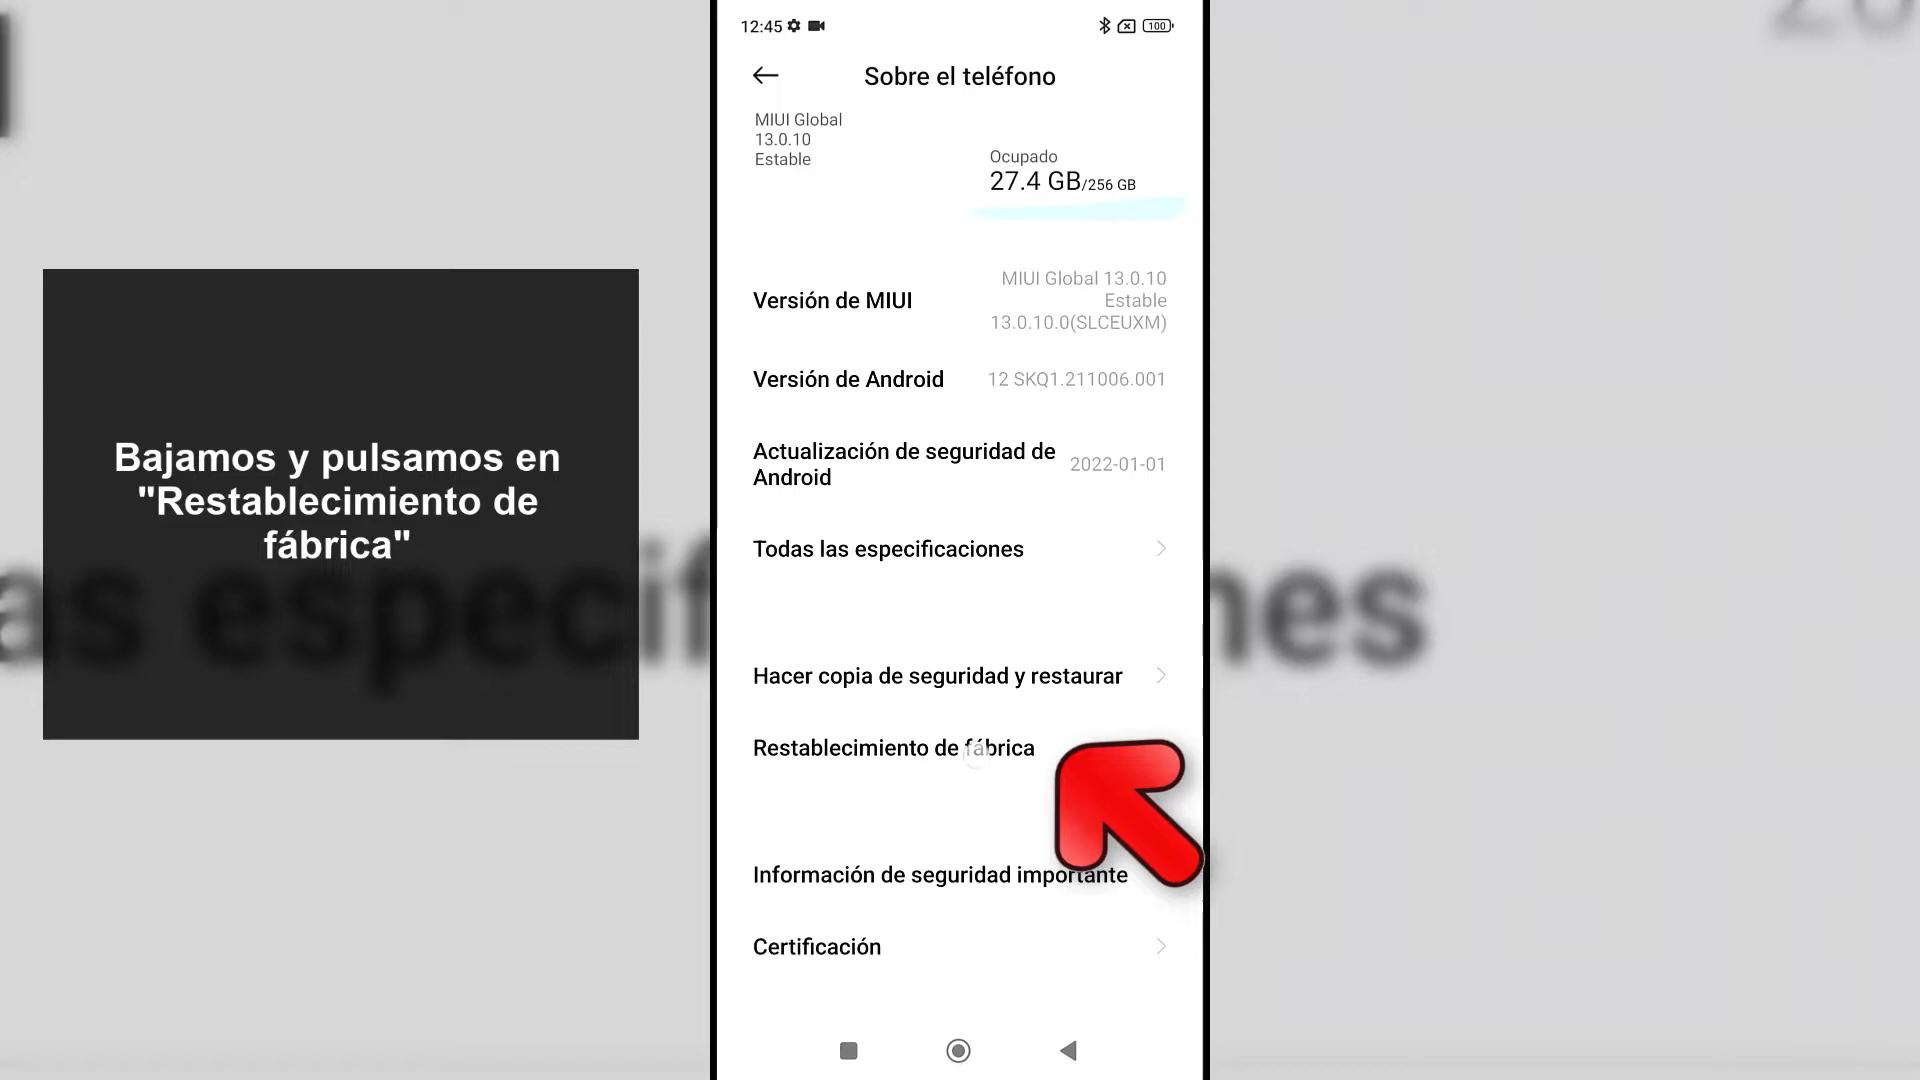 12:45
100
Sobre el teléfono
MIUI Global
13.0.10
Estable
Ocupado
27.4 GB/256 GB
Versión de MIUI
MIUI Global 13.0.10
Estable
13.0.10.0(SLCEUXM)
Versión de Android
12 SKQ1.211006.001
Actualización de seguridad de
Android
2022-01-01
Todas las especificaciones
Hacer copia de seguridad y restaurar
Restablecimiento de fábrica
Información de seguridad importante
Certificación
Bajamos y pulsamos en
"Restablecimiento de
fábrica"